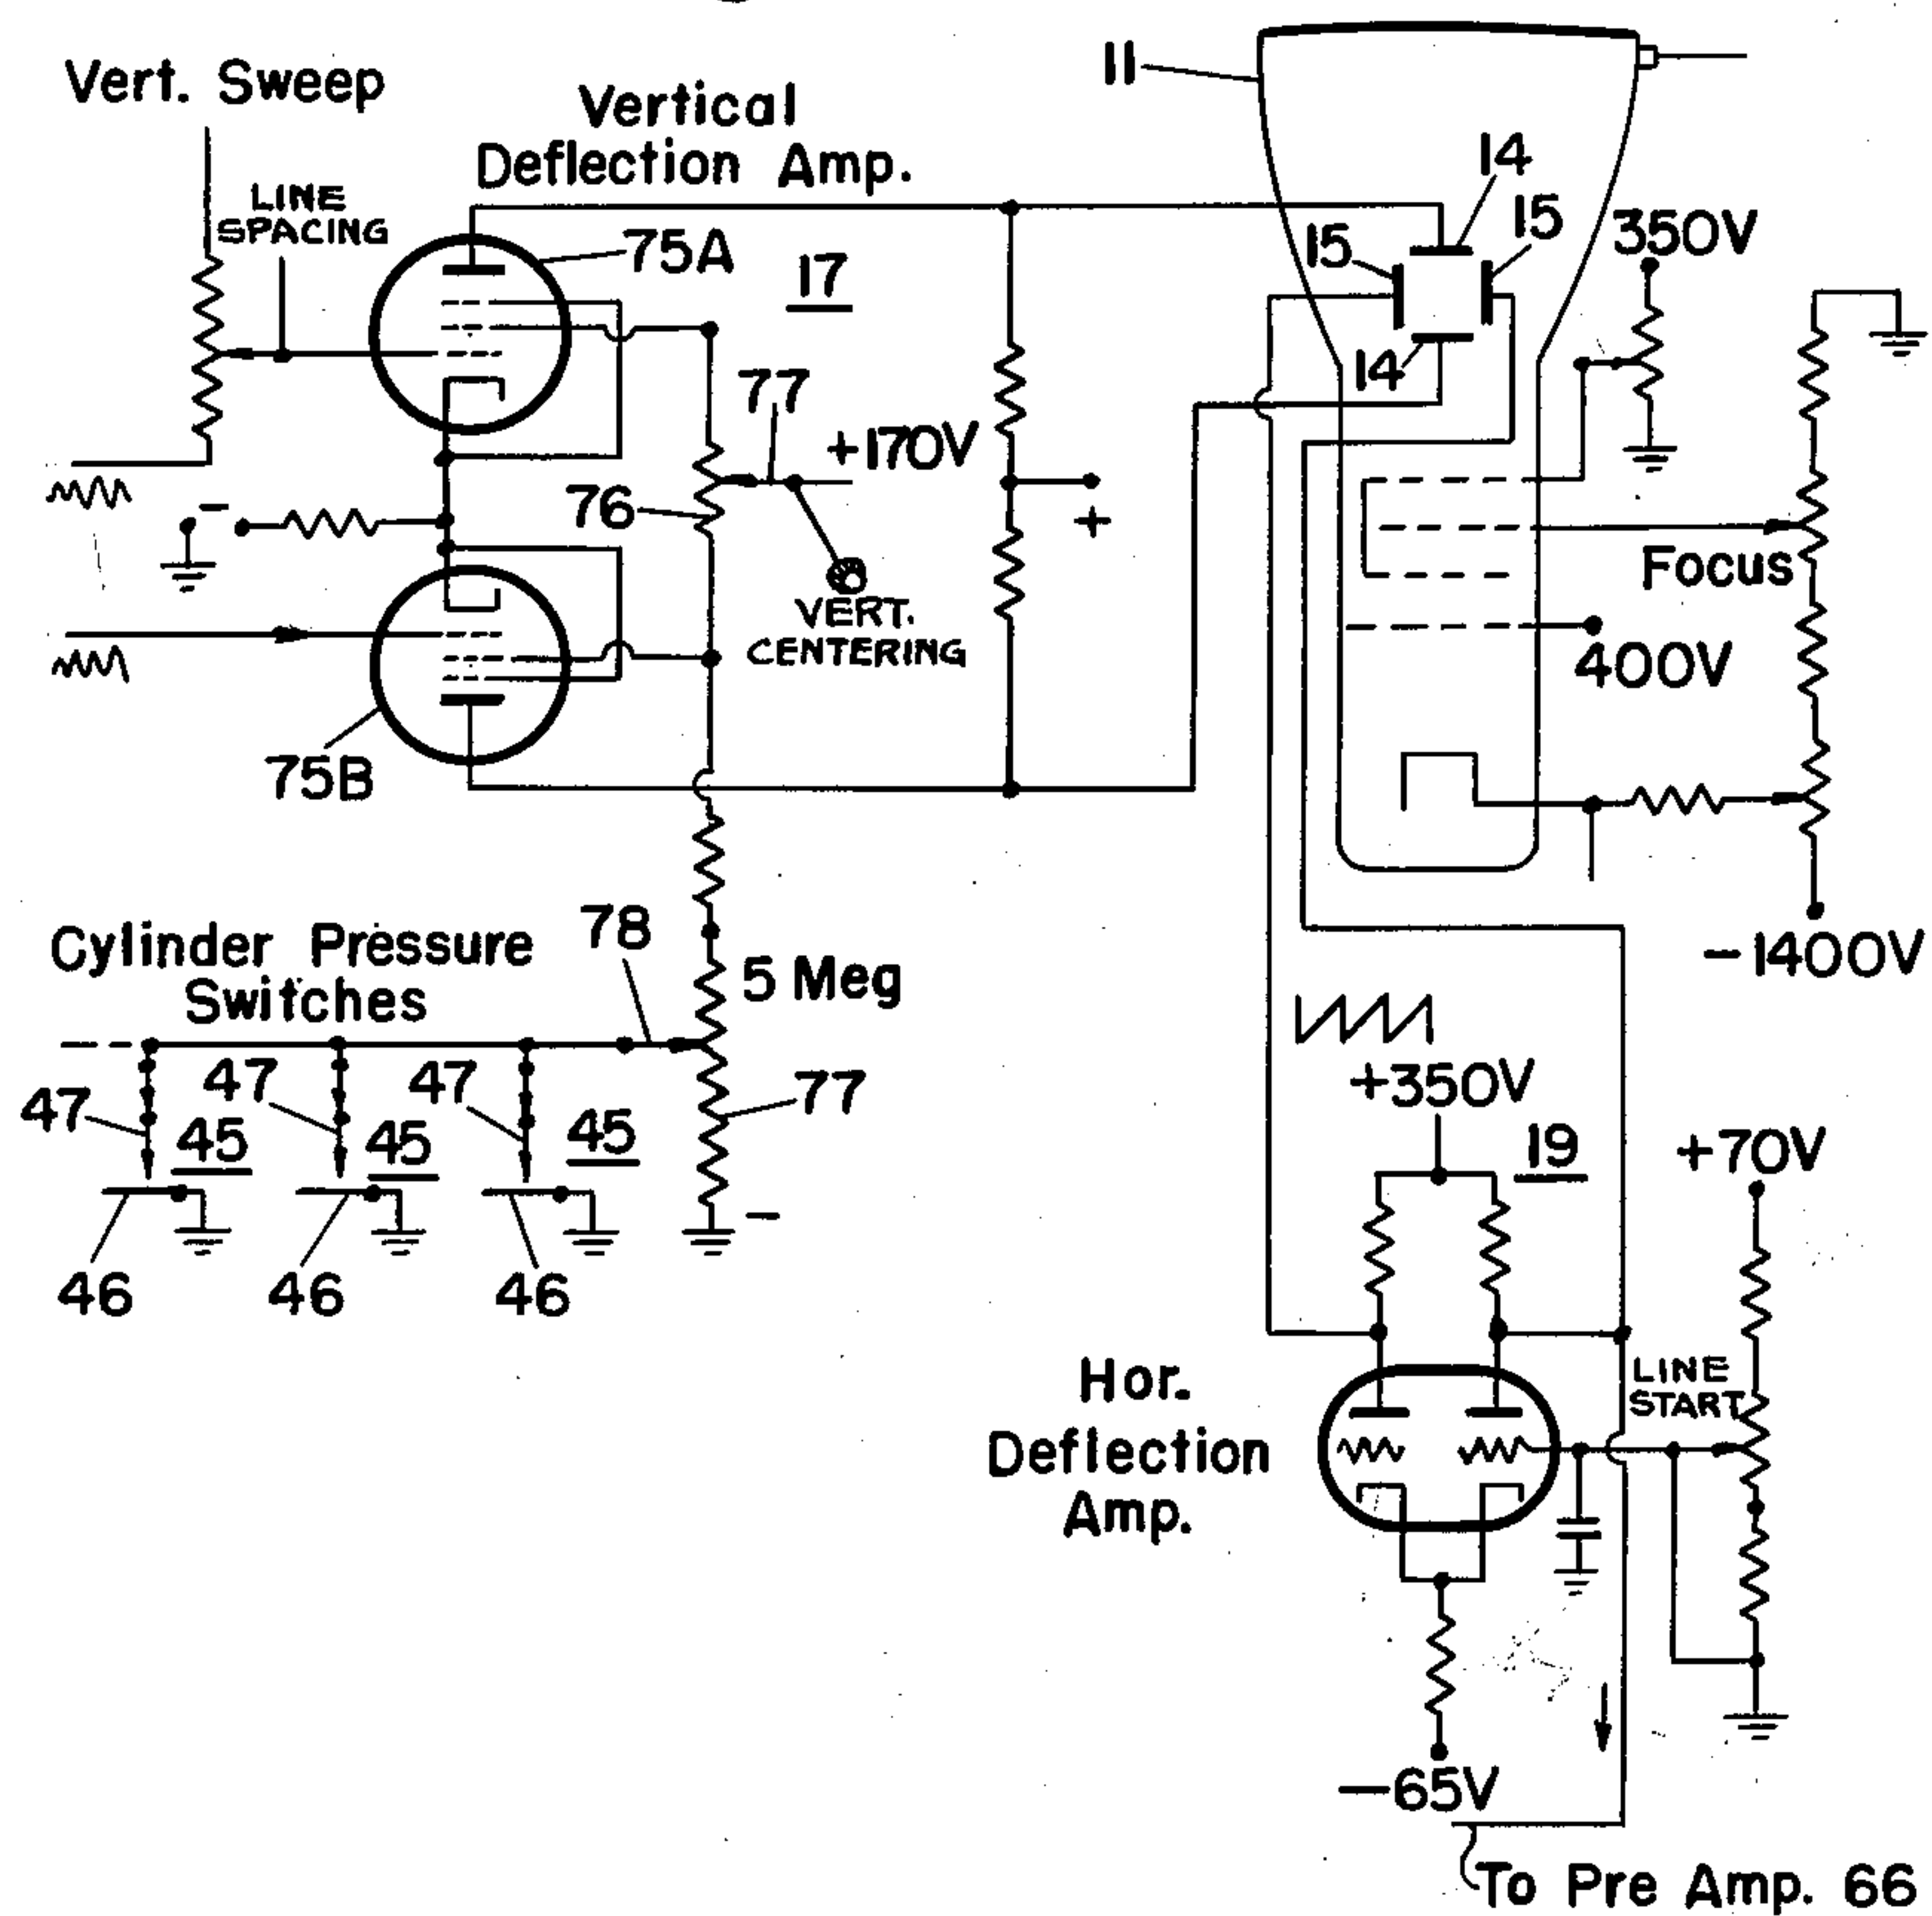 Vert. Sweep
Vertical
Deflection Amp.
LINE
SPACING
75A
17
11
14
15
15
350V
14
77
+170V
76
-
+
VERT.
CENTERING
Focus
400V
75B
-1400V
Cylinder Pressure
Switches
78
5 Meg
47
47
47
77
45
45
45
-
46
46
46
+350V
19
+70V
Hor.
Deflection
Amp.
LINE
START
-65V
To Pre Amp. 66